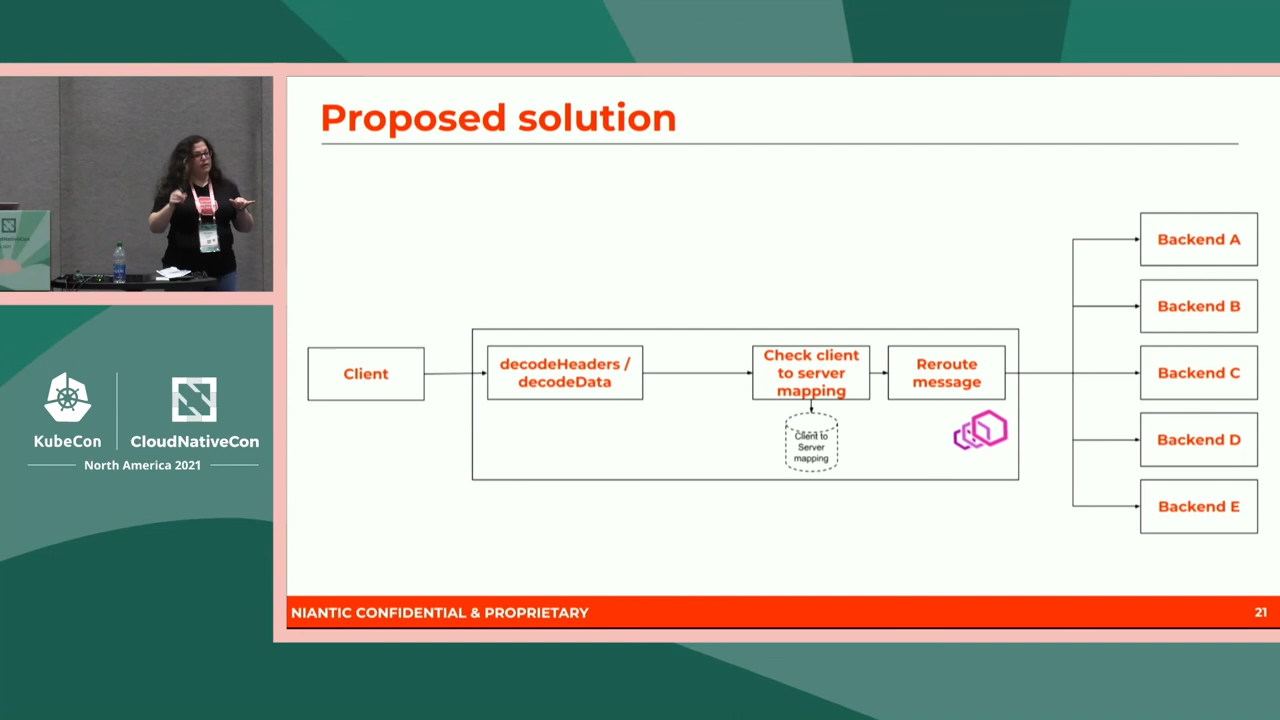 Proposed solution
Client
decodeHeaders /
decodeData
Check client
to server
mapping
Reroute
message
Client to
Server
mapping
Backend A
Backend B
Backend C
Backend D
Backend E
NIANTIC CONFIDENTIAL & PROPRIETARY
21
KubeCon
CloudNativeCon
North America 2021